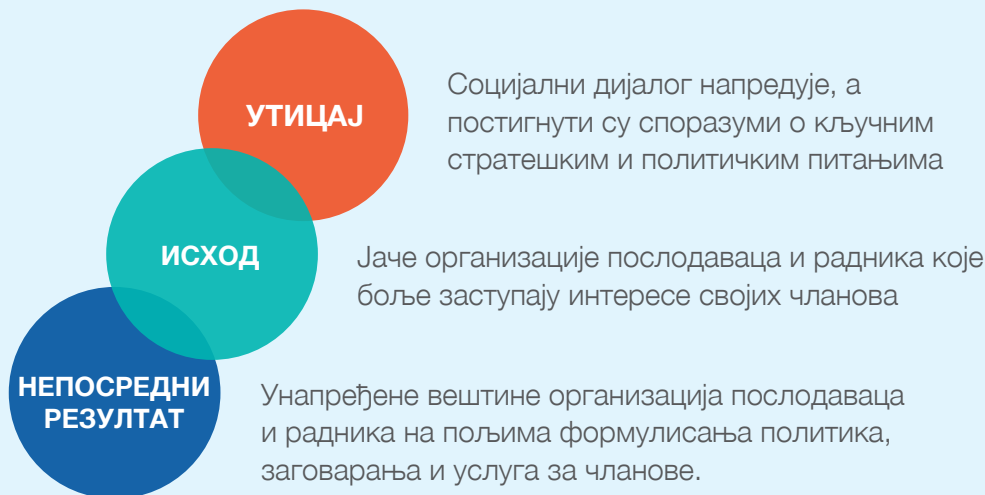 УТИЦАЈ
Социјални дијалог напредује, а
постигнути су споразуми о кључним
стратешким и политичким питањима
ИСХОД
Јаче организације послодаваца и радника које
боље заступају интересе својих чланова
НЕПОСРЕДНИ
РЕЗУЛТАТ
Унапређене вештине организација послодаваца
и радника на пољима формулисања политика,
заговарања и услуга за чланове.